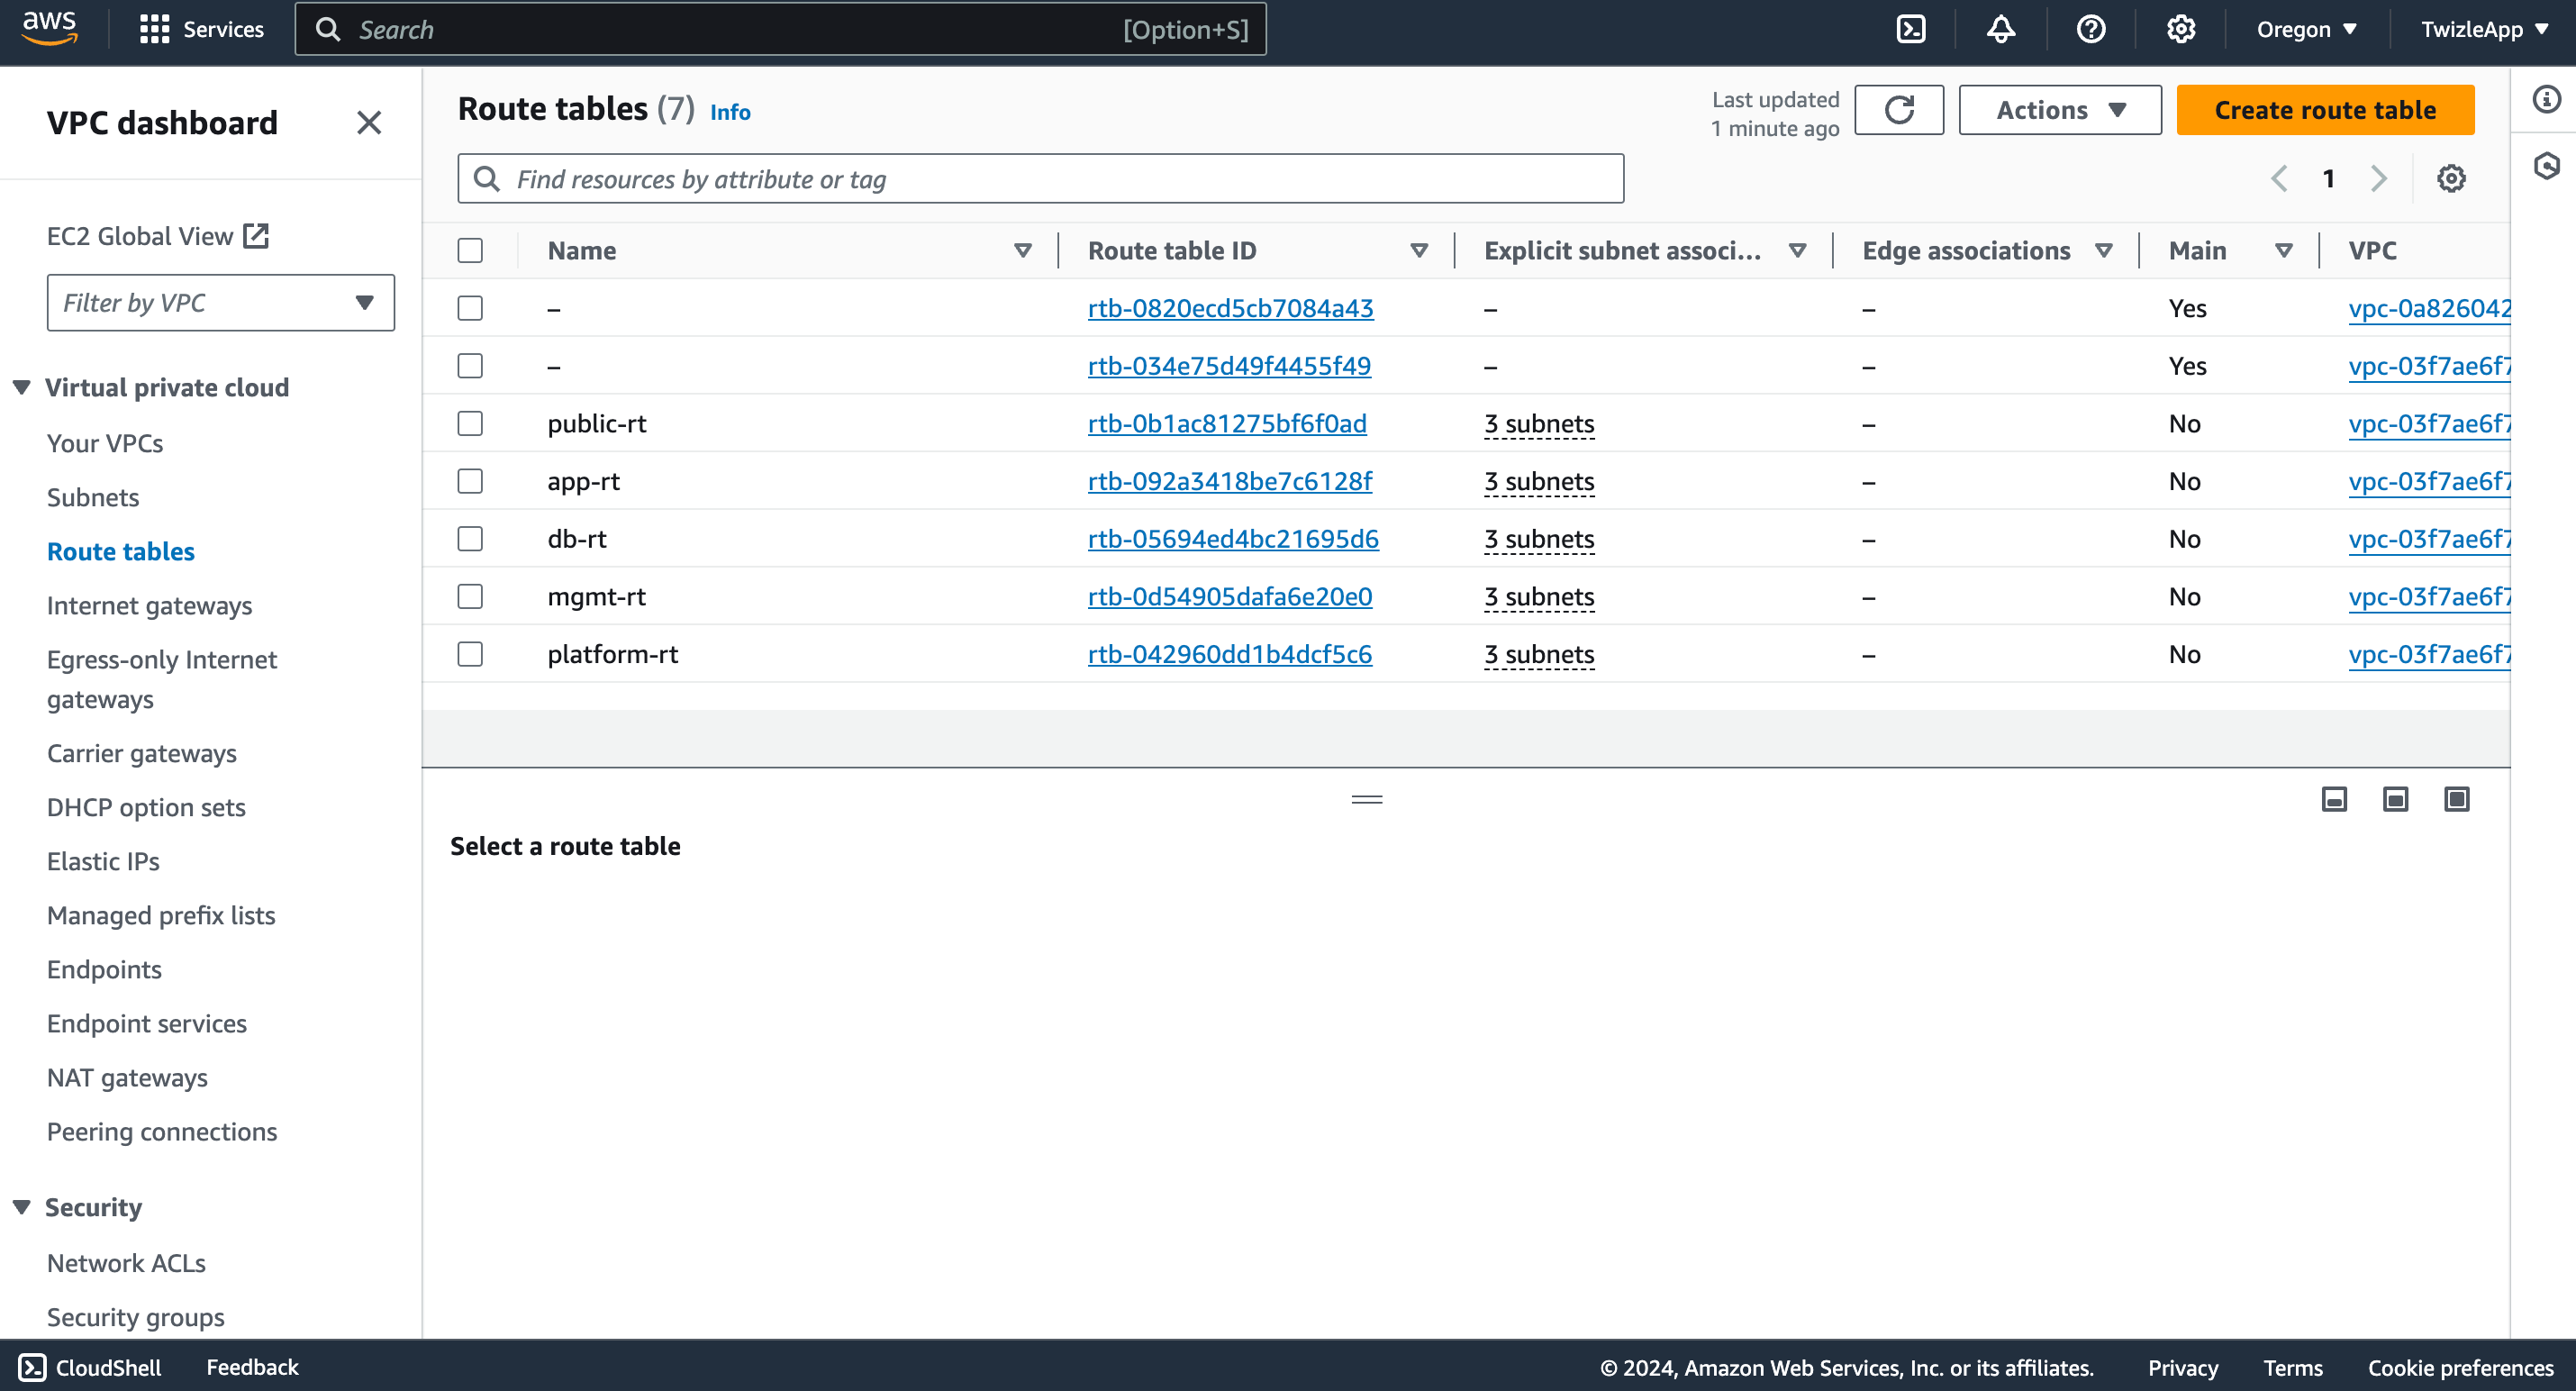 aws
Services
Search
[Option+S]
Oregon
TwizleApp
VPC dashboard
EC2 Global View
Filter by VPC
Virtual private cloud
Your VPCs
Subnets
Route tables
Internet gateways
Egress-only Internet
gateways
Carrier gateways
DHCP option sets
Elastic IPs
Managed prefix lists
Endpoints
Endpoint services
NAT gateways
Peering connections
Security
Network ACLs
Security groups
Route tables (7) Info
Last updated
1 minute ago
Actions
Create route table
Find resources by attribute or tag
1
Name Route table ID Explicit subnet associ... Edge associations Main VPC
– rtb-0820ecd5cb7084a43 – – Yes vpc-0a826042
– rtb-034e75d49f4455f49 – – Yes vpc-03f7ae6f7
public-rt rtb-0b1ac81275bf6f0ad 3 subnets – No vpc-03f7ae6f7
app-rt rtb-092a3418be7c6128f 3 subnets – No vpc-03f7ae6f7
db-rt rtb-05694ed4bc21695d6 3 subnets – No vpc-03f7ae6f7
mgmt-rt rtb-0d54905dafa6e20e0 3 subnets – No vpc-03f7ae6f7
platform-rt rtb-042960dd1b4dcf5c6 3 subnets – No vpc-03f7ae6f7
Select a route table
CloudShell
Feedback
© 2024, Amazon Web Services, Inc. or its affiliates.
Privacy
Terms
Cookie preferences